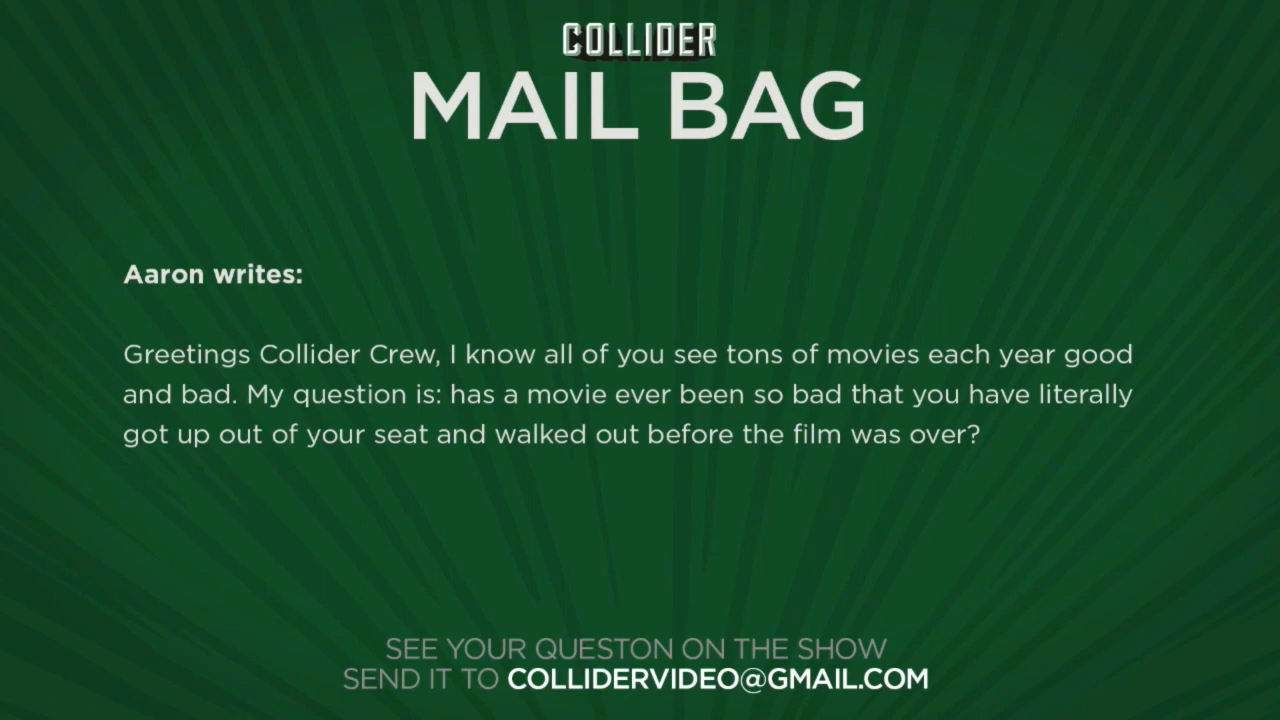 COLLIDER
MAIL BAG
Aaron writes:
Greetings Collider Crew, I know all of you see tons of movies each year good
and bad. My question is: has a movie ever been so bad that you have literally
got up out of your seat and walked out before the film was over?
SEE YOUR QUESTON ON THE SHOW
SEND IT TO COLLIDERVIDEO@GMAIL.COM